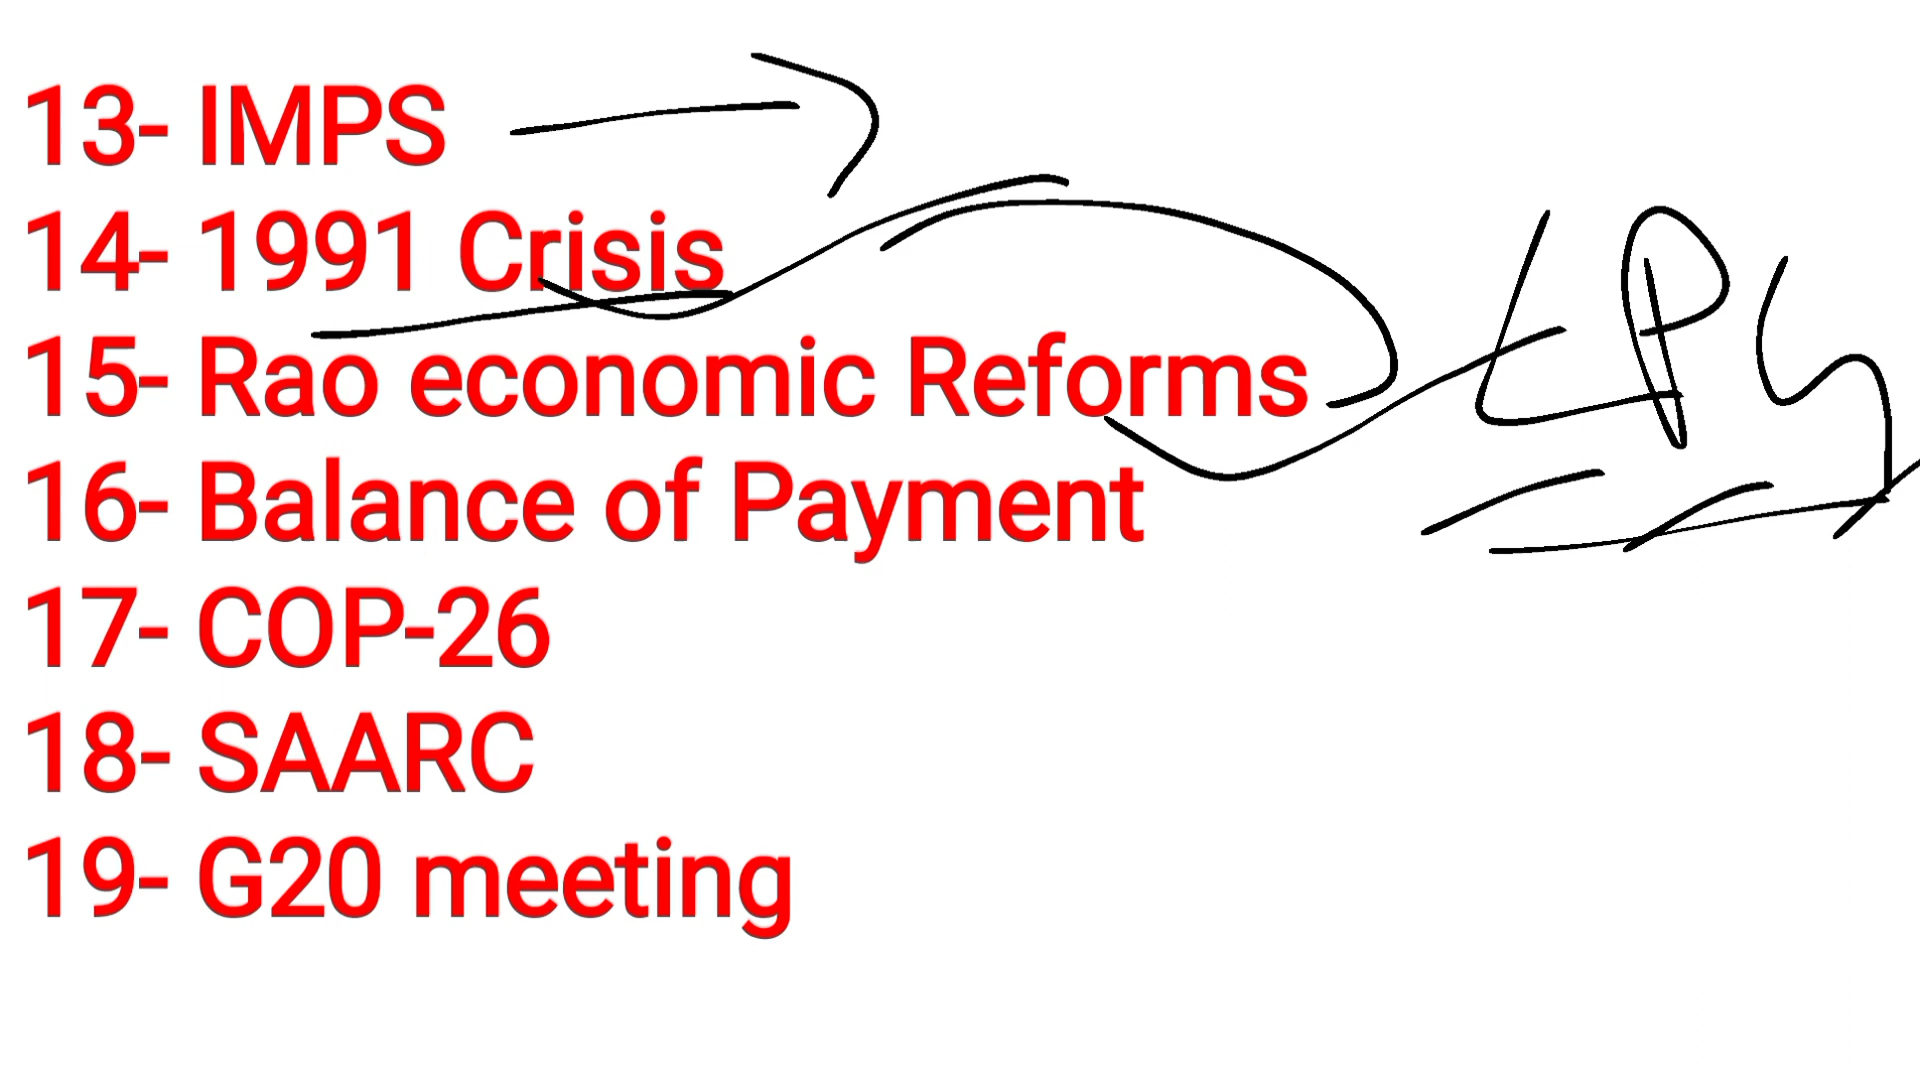 13- IMPS
14- 1991 Crisis
15- Rao economic Reforms
LPG
16- Balance of Payment
17- COP-26
18- SAARC
19- G20 meeting